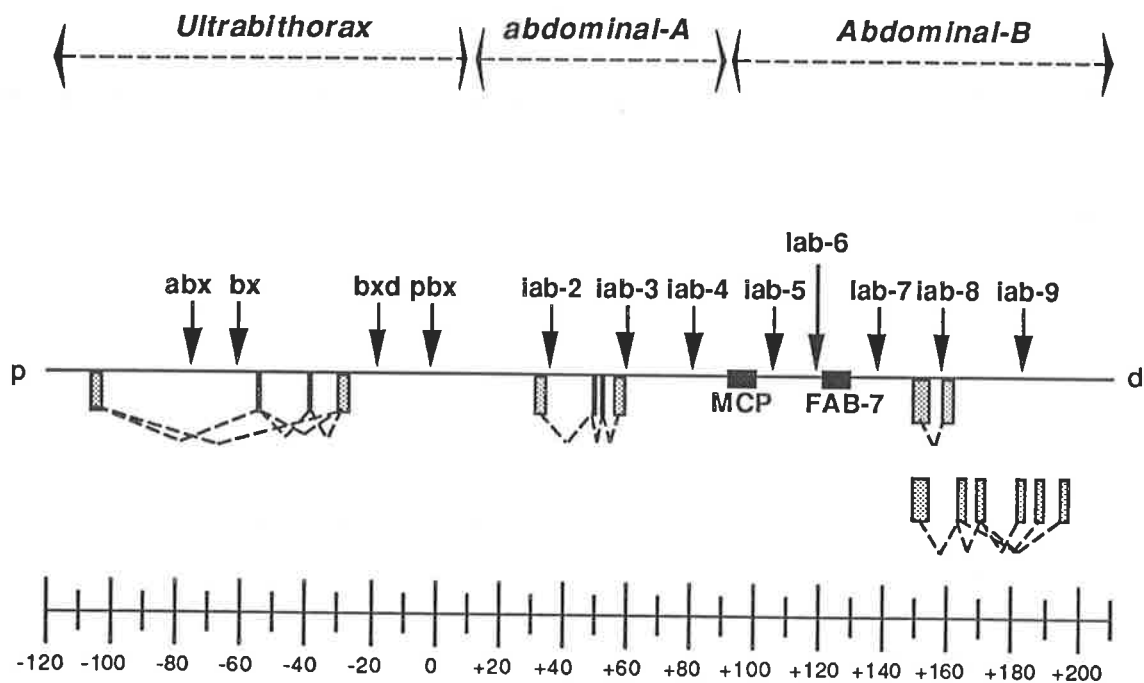 Ultrabithorax abdominal-A Abdominal-B
Iab-6
abx bx bxd pbx iab-2 iab-3 iab-4 iab-5 Iab-7 iab-8 iab-9
p d
MCP FAB-7
-120 -100 -80 -60 -40 -20 0 +20 +40 +60 +80 +100 +120 +140 +160 +180 +200